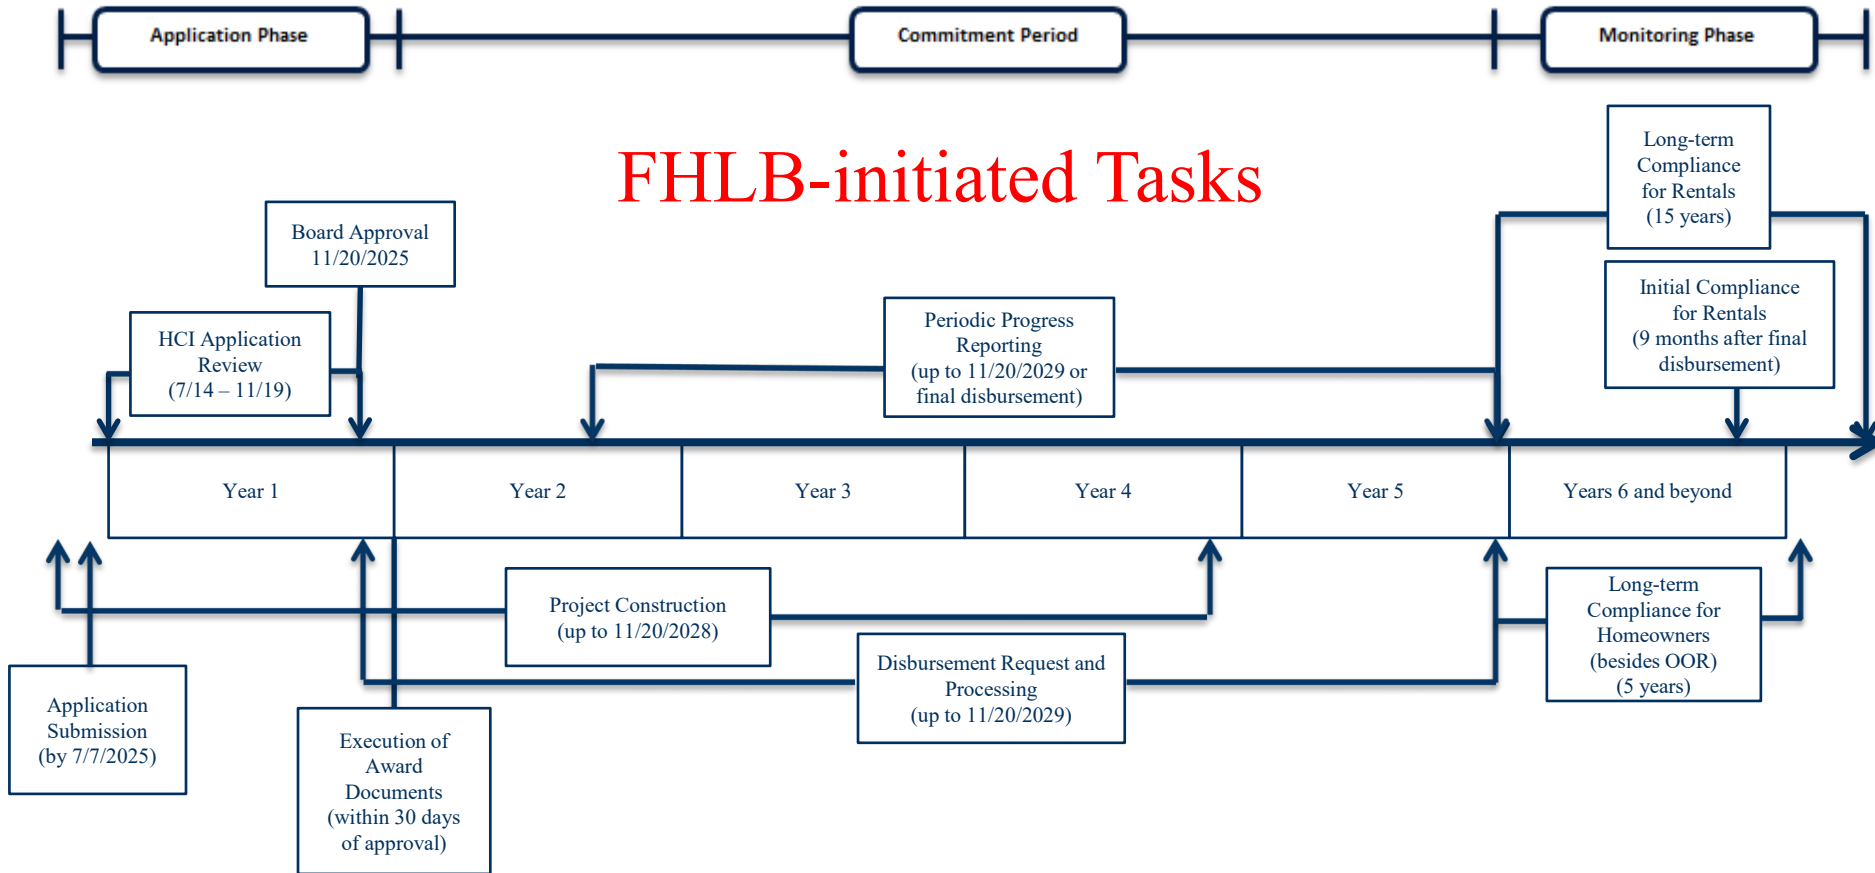 Application Phase
Commitment Period
Monitoring Phase
FHLB-initiated Tasks
Long-term
Compliance
for Rentals
(15 years)
Board Approval
11/20/2025
Initial Compliance
for Rentals
(9 months after final
disbursement)
Periodic Progress
Reporting
(up to 11/20/2029 or
final disbursement)
HCI Application
Review
(7/14 – 11/19)
Year 1
Year 2
Year 3
Year 4
Year 5
Years 6 and beyond
Project Construction
(up to 11/20/2028)
Long-term
Compliance for
Homeowners
(besides OOR)
(5 years)
Disbursement Request and
Processing
(up to 11/20/2029)
Application
Submission
(by 7/7/2025)
Execution of
Award
Documents
(within 30 days
of approval)